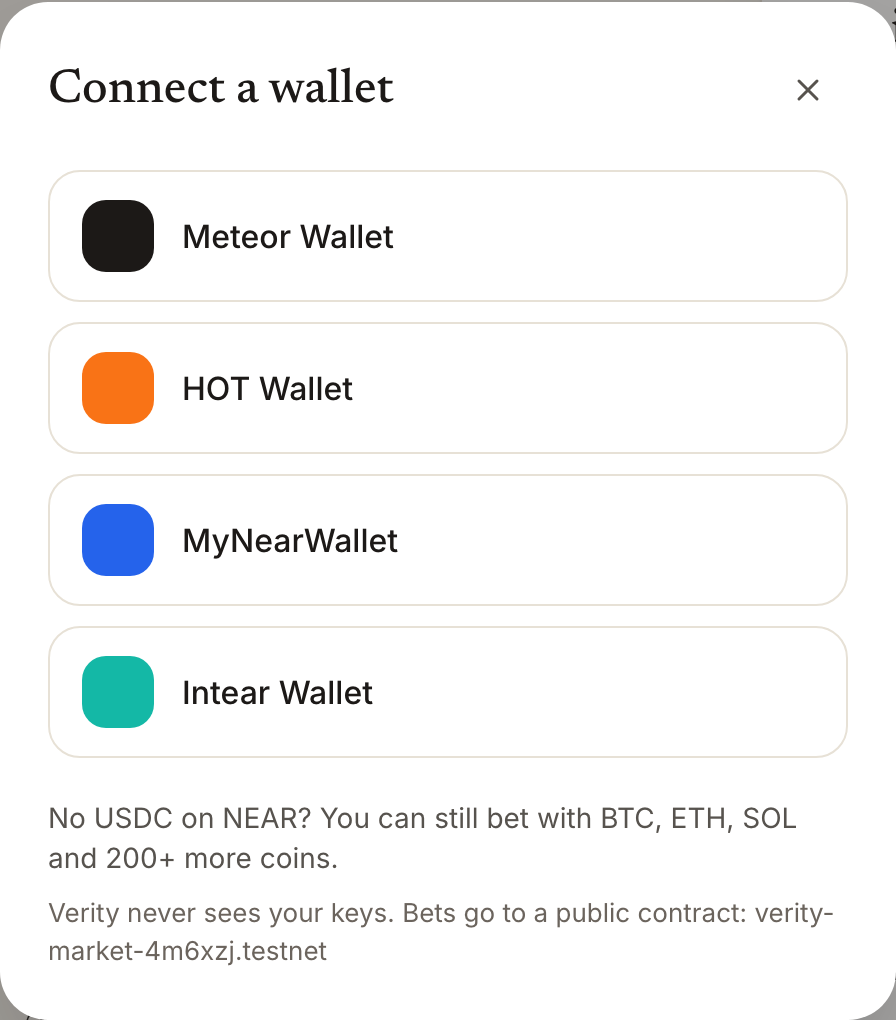 Connect a wallet
Meteor Wallet
HOT Wallet
MyNearWallet
Intear Wallet
No USDC on NEAR? You can still bet with BTC, ETH, SOL
and 200+ more coins.
Verity never sees your keys. Bets go to a public contract: verity-
market-4m6xzj.testnet